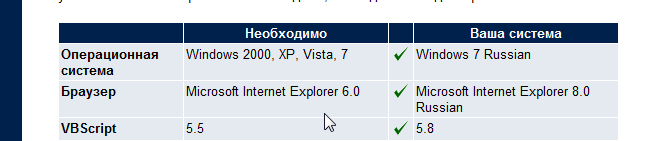 Необходимо Ваша система
Операционная система Windows 2000, XP, Vista, 7 Windows 7 Russian
Браузер Microsoft Internet Explorer 6.0 Microsoft Internet Explorer 8.0 Russian
VBScript 5.5 5.8